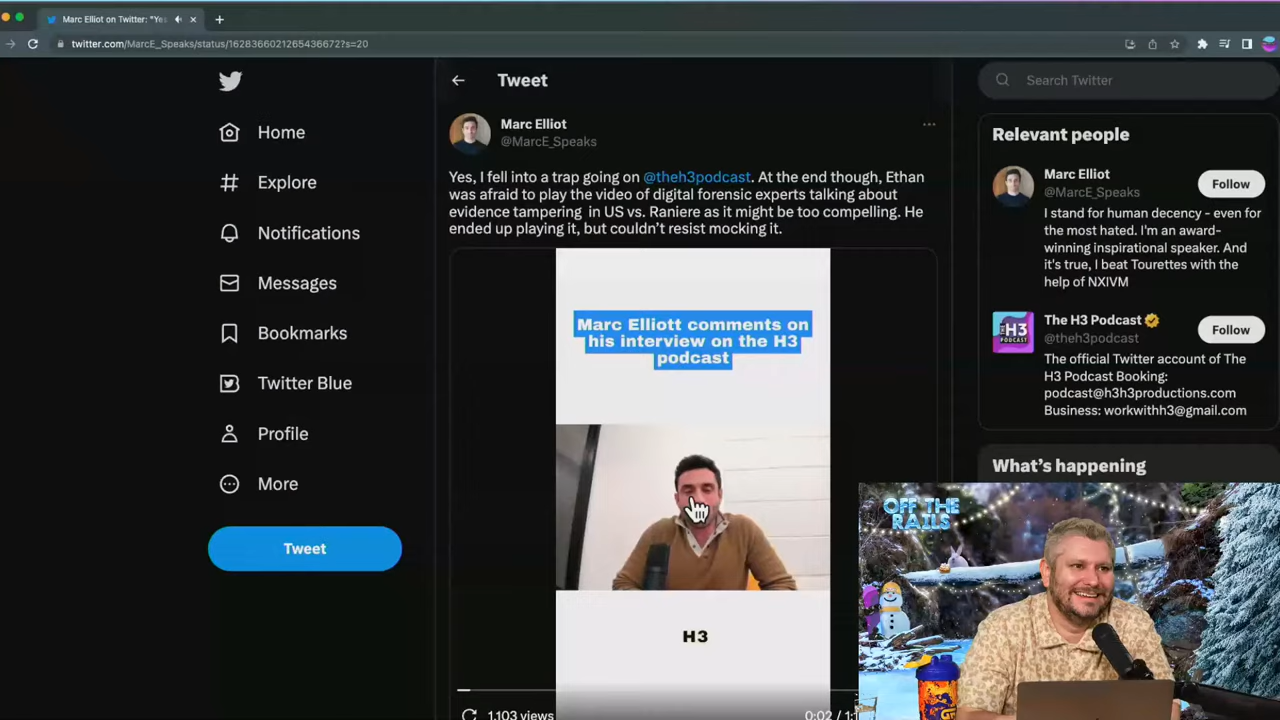 Marc Elliot on Twitter: "Yes
twitter.com/MarcE_Speaks/status/1628366021265436672?s=20
Home
Explore
Notifications
Messages
Bookmarks
Twitter Blue
Profile
More
Tweet
Tweet
Marc Elliot
@MarcE_Speaks
Yes, I fell into a trap going on @theh3podcast. At the end though, Ethan
was afraid to play the video of digital forensic experts talking about
evidence tampering in US vs. Raniere as it might be too compelling. He
ended up playing it, but couldn't resist mocking it.
Marc Elliott comments on
his interview on the H3
podcast
H3
1,103 views
0:02 / 1:1
Search Twitter
Relevant people
Marc Elliot
@MarcE_Speaks
Follow
I stand for human decency - even for
the most hated. I'm an award-
winning inspirational speaker. And
it's true, I beat Tourettes with the
help of NXIVM
H3
PODCAST
The H3 Podcast
@theh3podcast
Follow
The official Twitter account of The
H3 Podcast Booking:
podcast@h3h3productions.com
Business: workwithh3@gmail.com
What's happening
OFF THE
RAILS